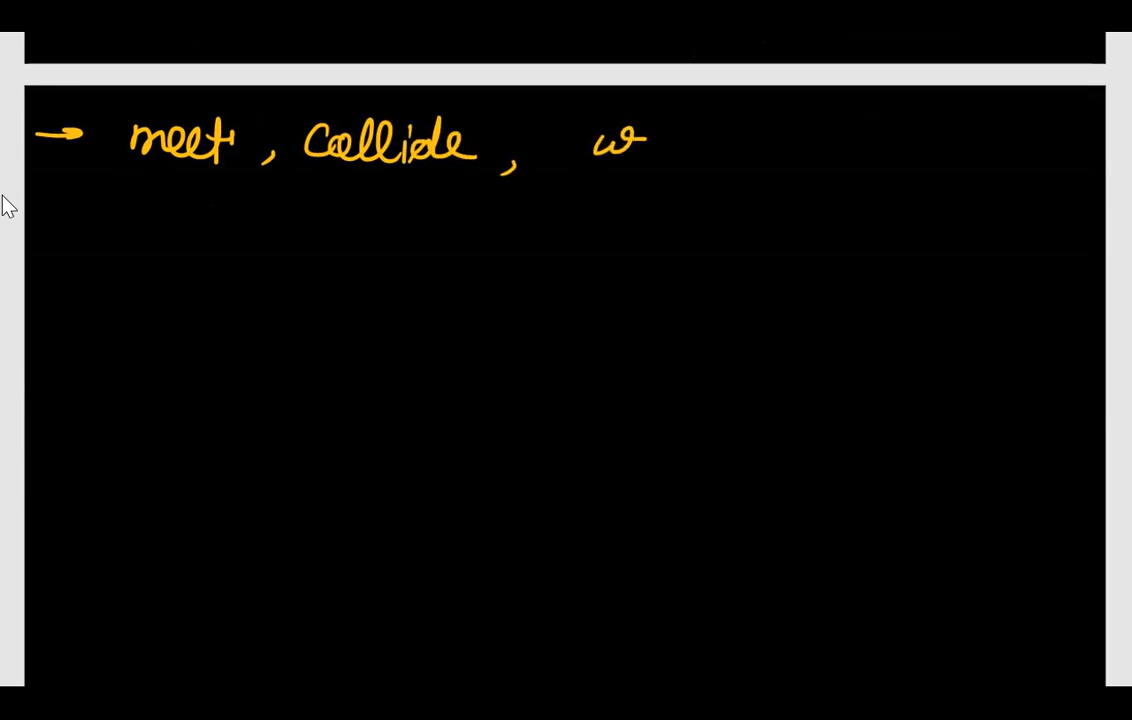 → meet, collide, w